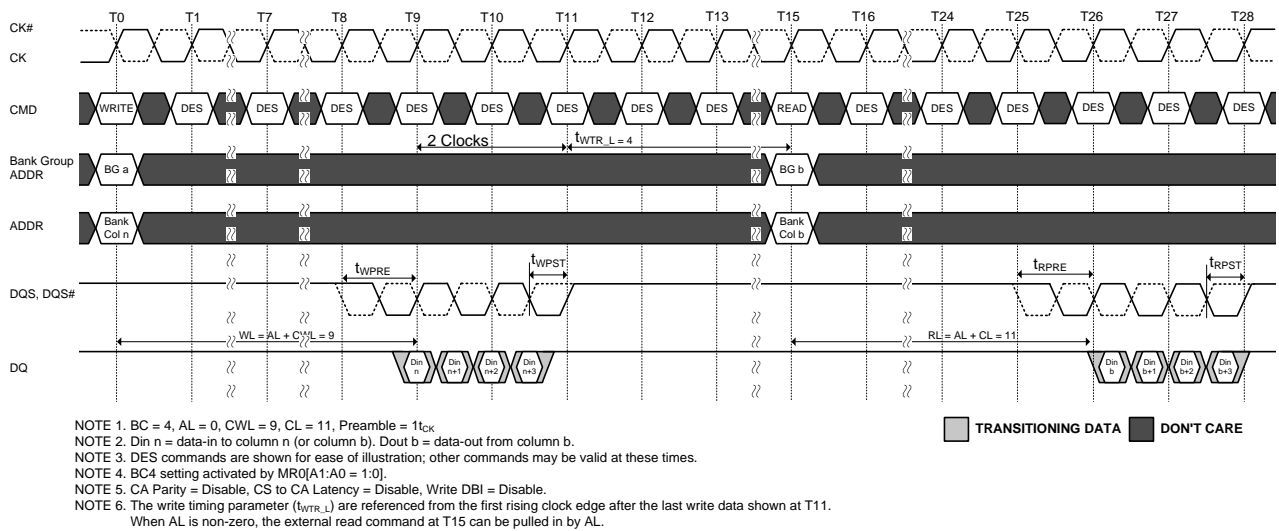 T0 T1 T7 T8 T9 T10 T11 T12 T13 T15 T16 T24 T25 T26 T27 T28
CK#
CK
CMD WRITE DES DES DES DES DES DES DES DES READ DES DES DES DES DES DES
2 Clocks tWTR_L = 4
Bank Group
ADDR
BG a BG b
ADDR
Bank
Col n
Bank
Col b
tWPRE tWPST tRPRE tRPST
DQS, DQS#
WL = AL + CWL = 9 RL = AL + CL = 11
DQ
Din
n
Din
n+1
Din
n+2
Din
n+3
Din
b
Din
b+1
Din
b+2
Din
b+3
TRANSITIONING DATA DON'T CARE
NOTE 1. BC = 4, AL = 0, CWL = 9, CL = 11, Preamble = 1tCK
NOTE 2. Din n = data-in to column n (or column b). Dout b = data-out from column b.
NOTE 3. DES commands are shown for ease of illustration; other commands may be valid at these times.
NOTE 4. BC4 setting activated by MR0[A1:A0 = 1:0].
NOTE 5. CA Parity = Disable, CS to CA Latency = Disable, Write DBI = Disable.
NOTE 6. The write timing parameter (tWTR_L) are referenced from the first rising clock edge after the last write data shown at T11.
When AL is non-zero, the external read command at T15 can be pulled in by AL.